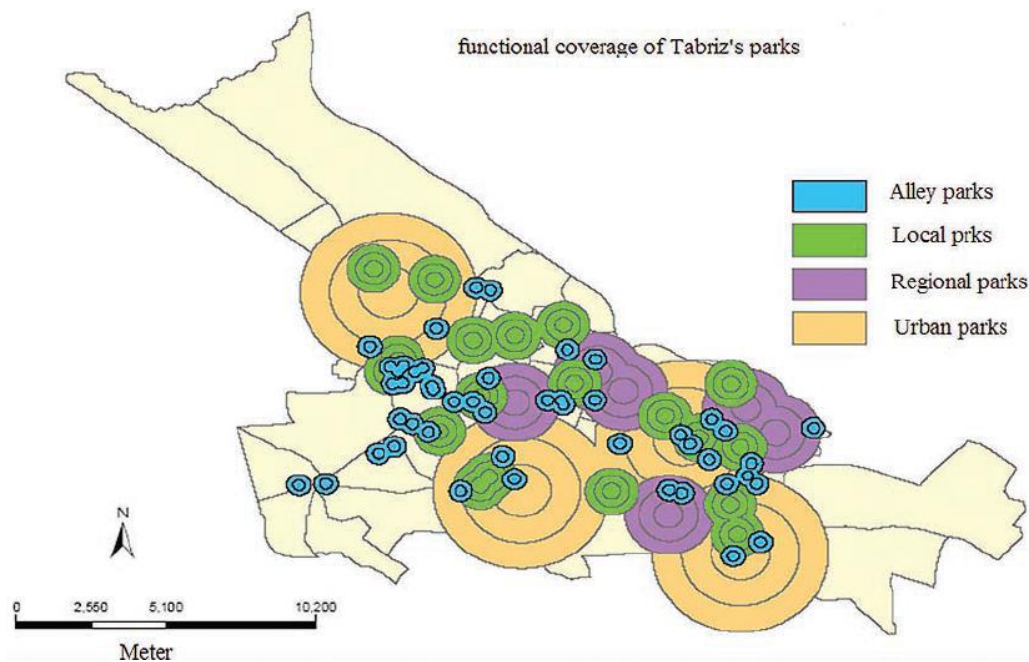 functional coverage of Tabriz's parks
Alley parks
Local prks
Regional parks
Urban parks
N
0 2,550 5,100 10,200
Meter